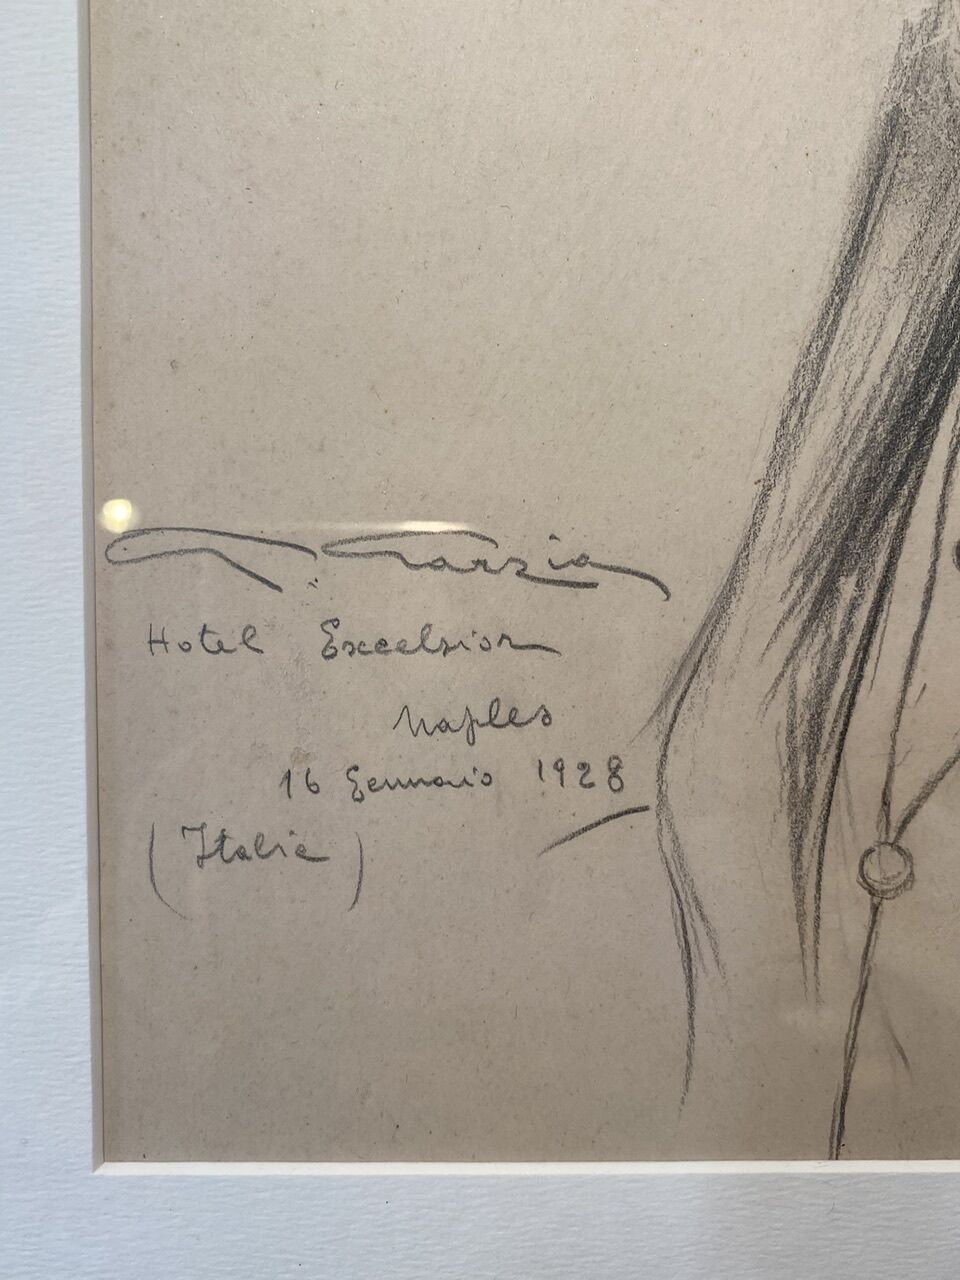 Hotel Excelsior
Naples
16 Gennaio 1928
(Italie)